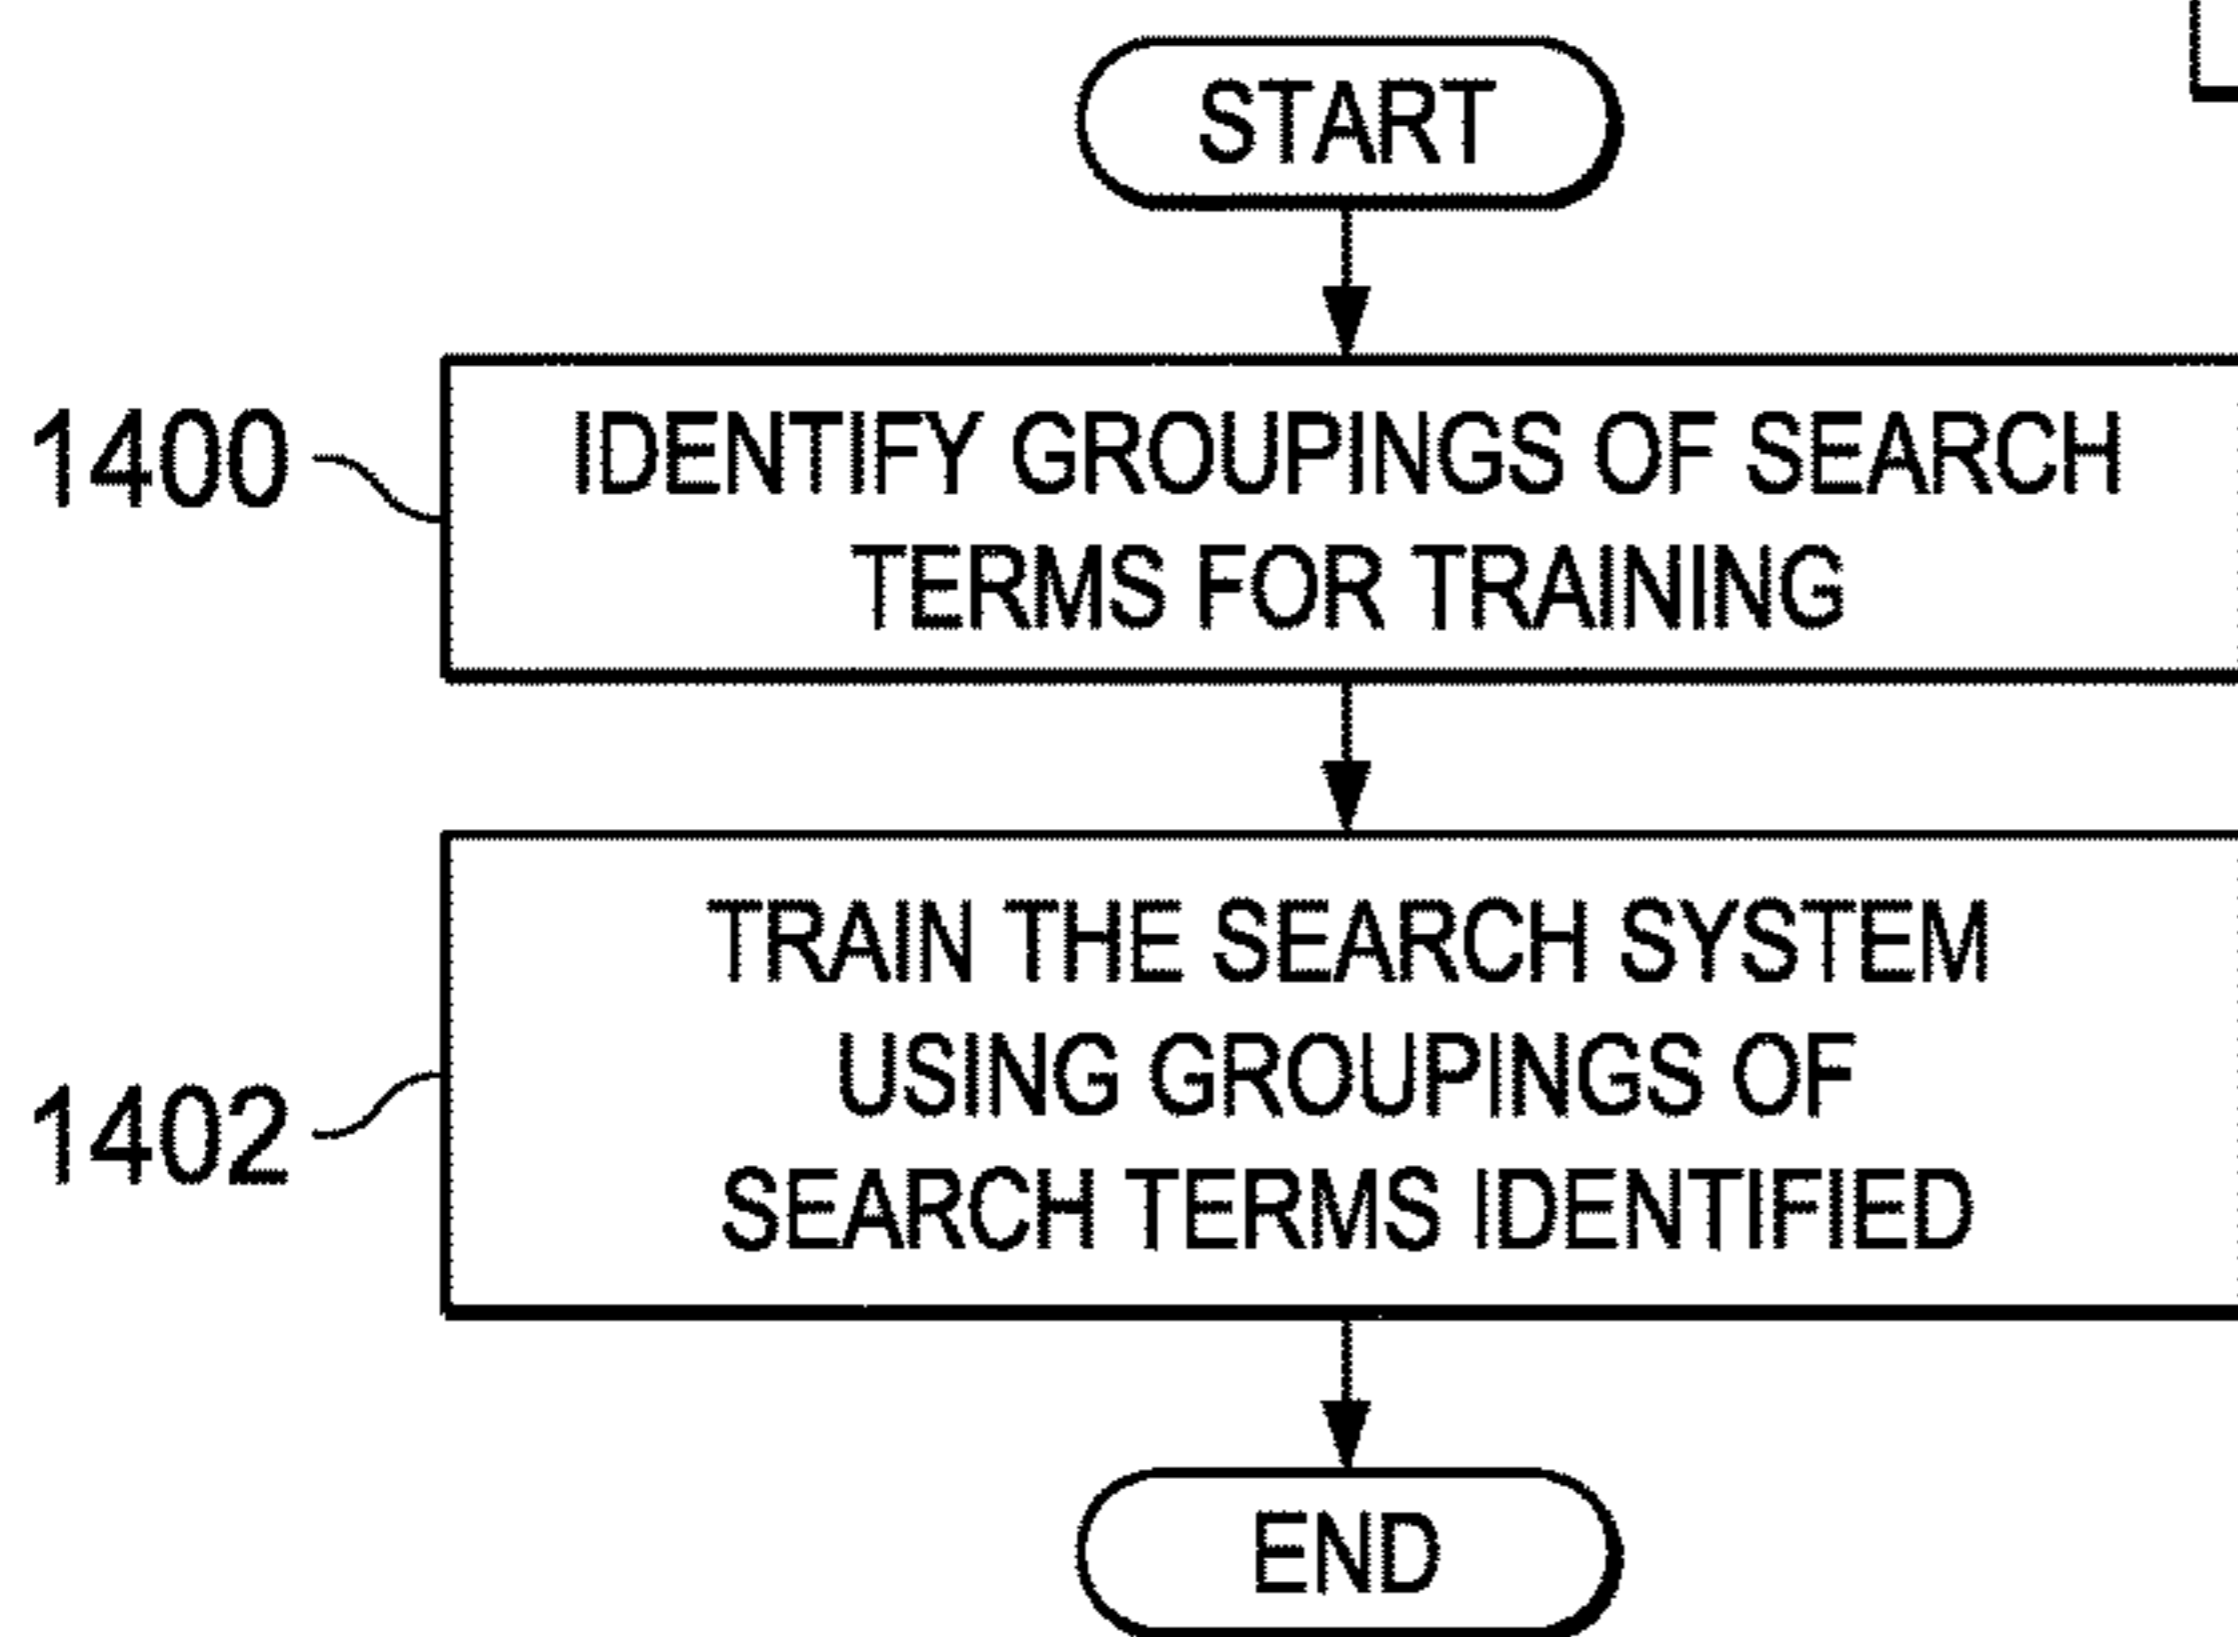 START
1400
IDENTIFY GROUPINGS OF SEARCH
TERMS FOR TRAINING
1402
TRAIN THE SEARCH SYSTEM
USING GROUPINGS OF
SEARCH TERMS IDENTIFIED
END